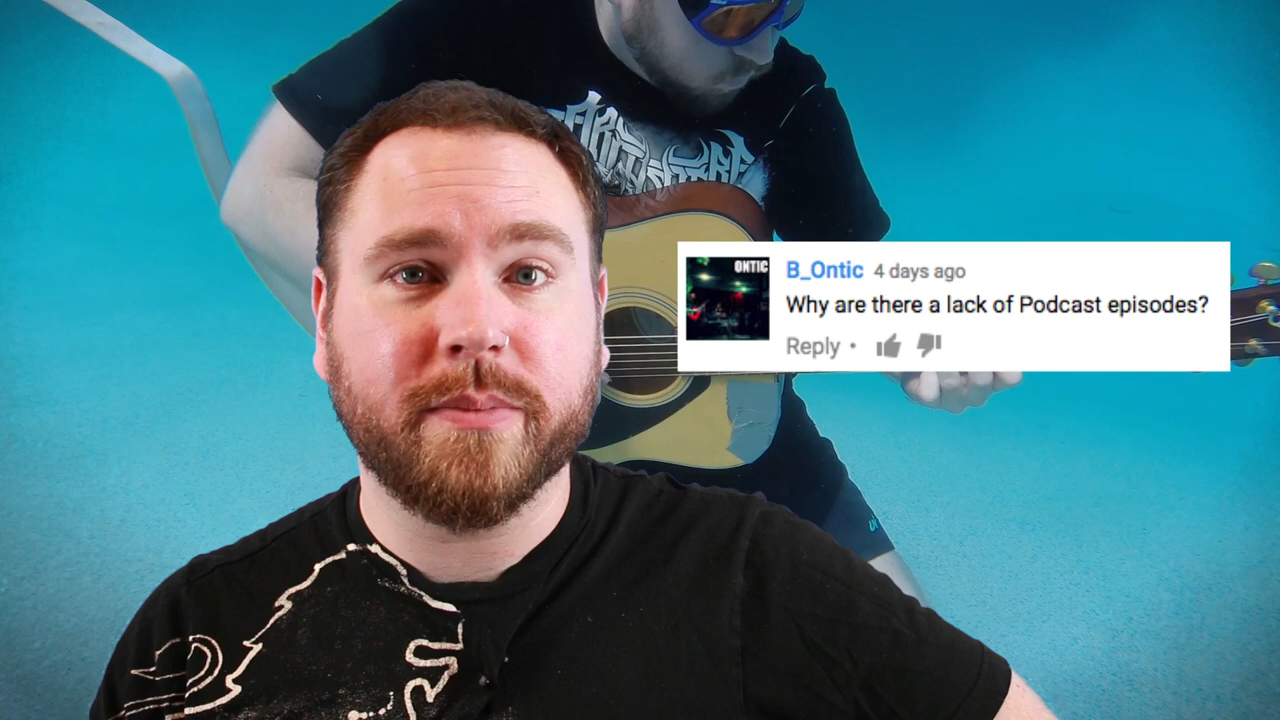 ONTIC
B_Ontic 4 days ago
Why are there a lack of Podcast episodes?
Reply •